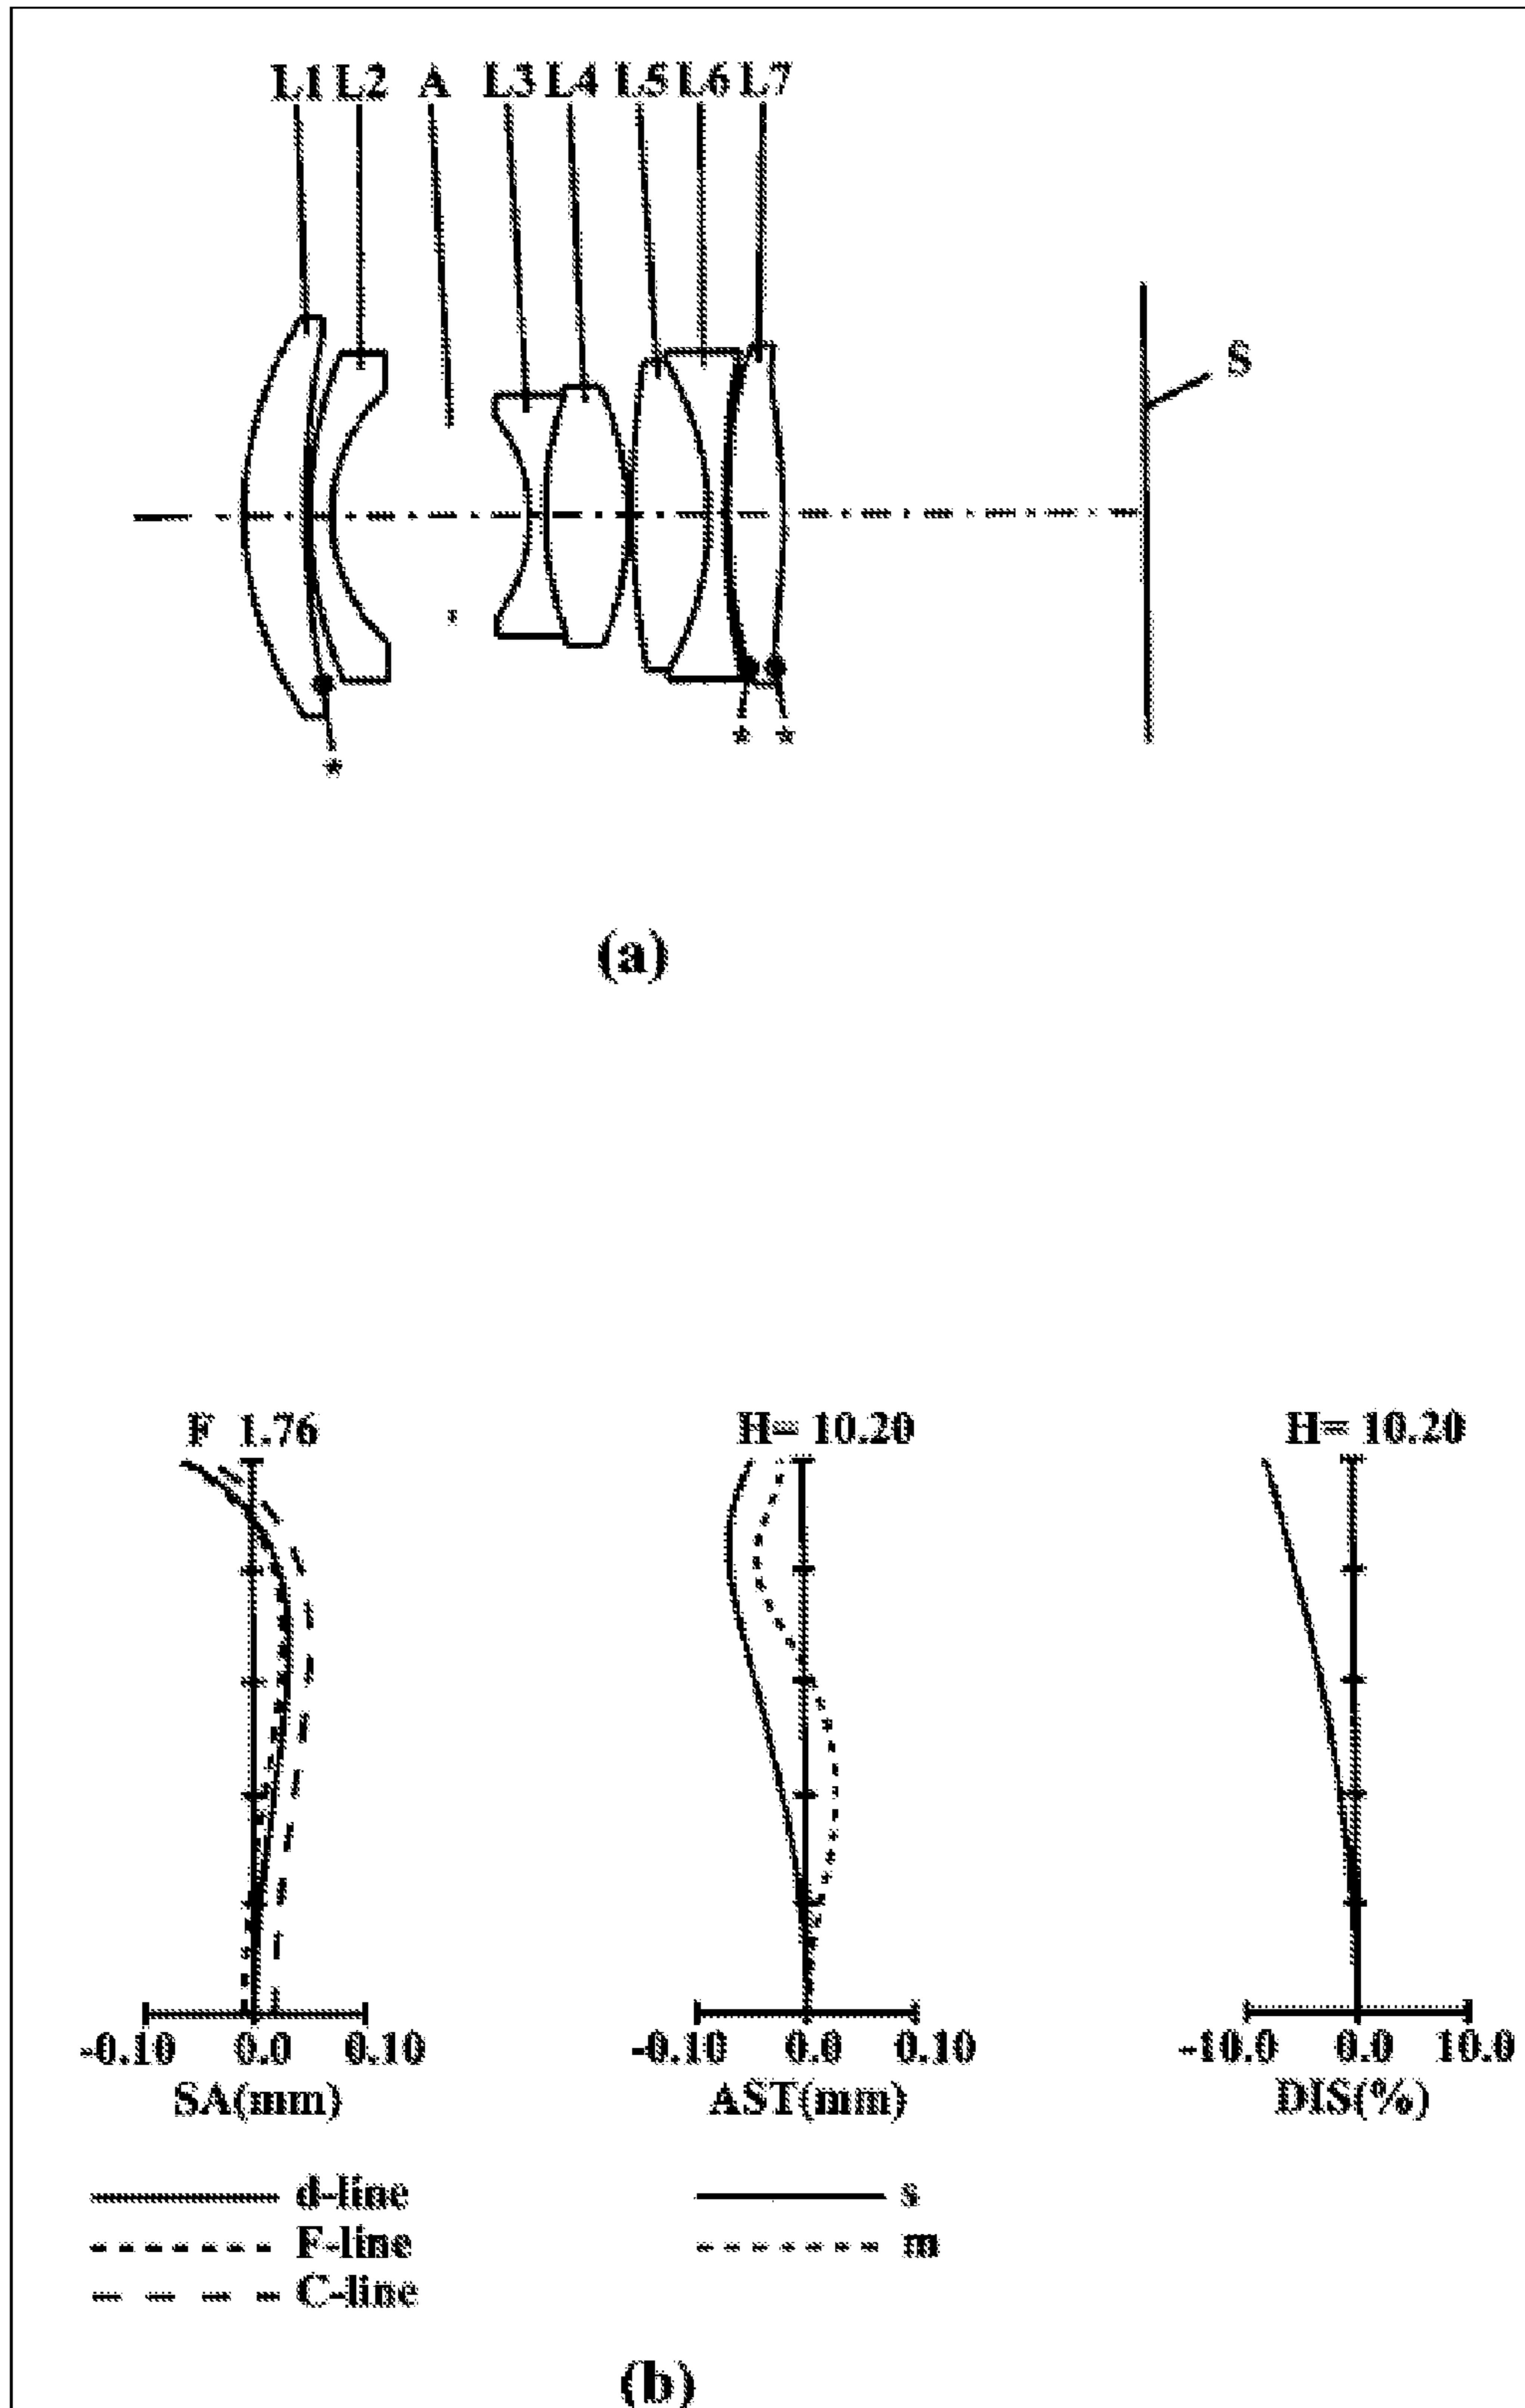 L1 L2 A L3 L4 L5 L6 L7
S
* * *
(a)
F 1.76 H= 10.20 H= 10.20
-0.10 0.0 0.10 -0.10 0.0 0.10 -10.0 0.0 10.0
SA(mm) AST(mm) DIS(%)
d-line s
F-line m
C-line
(b)